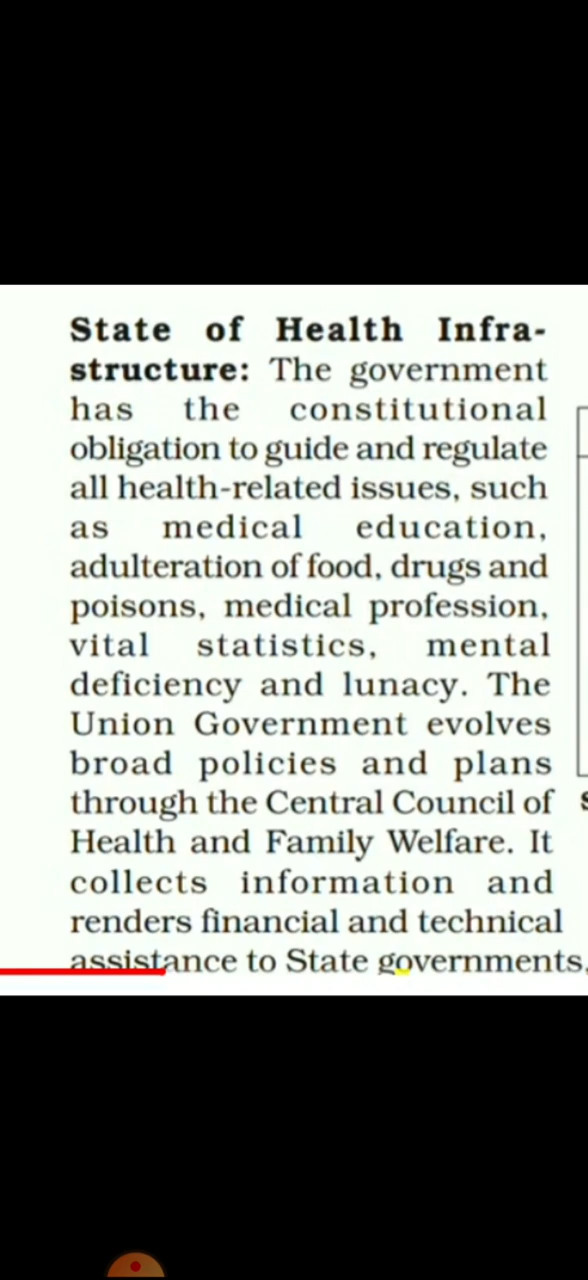 State of Health Infra-
structure: The government
has the constitutional
obligation to guide and regulate
all health-related issues, such
as medical education,
adulteration of food, drugs and
poisons, medical profession,
vital statistics, mental
deficiency and lunacy. The
Union Government evolves
broad policies and plans
through the Central Council of
Health and Family Welfare. It
collects information and
renders financial and technical
assistance to State governments,